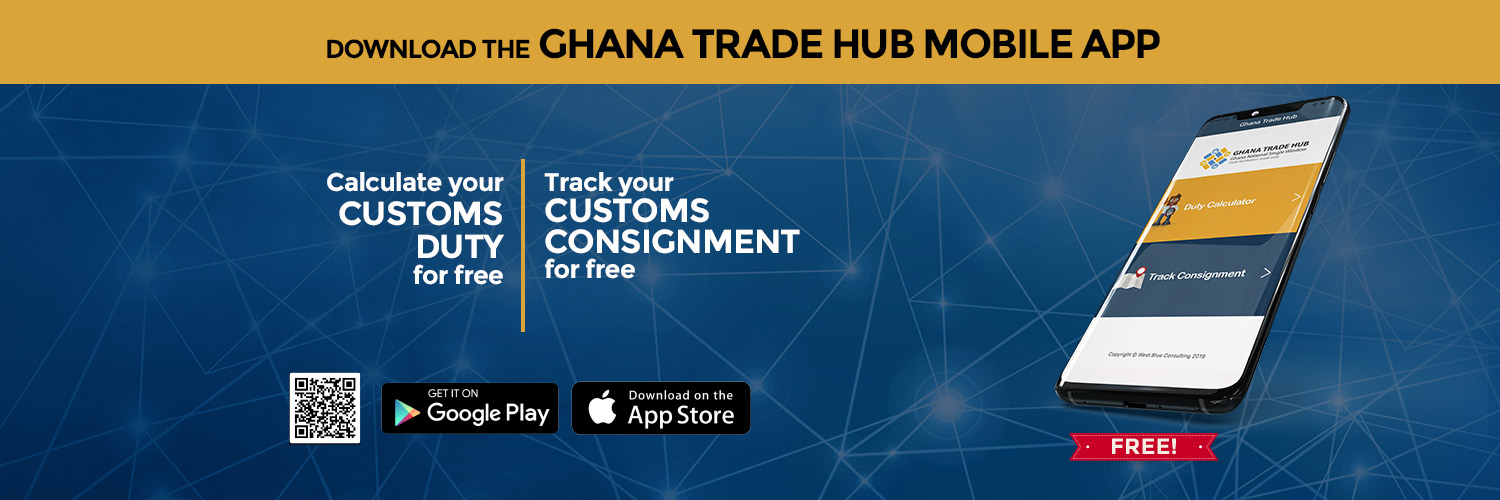 DOWNLOAD THE GHANA TRADE HUB MOBILE APP
Calculate your
CUSTOMS
DUTY
for free
Track your
CUSTOMS
CONSIGNMENT
for free
GET IT ON
Google Play
Download on the
App Store
Ghana Trade Hub
GHANA TRADE HUB
Ghana National Single Window
Duty Calculator
Track Consignment
Copyright © West Blue Consulting 2019
FREE!